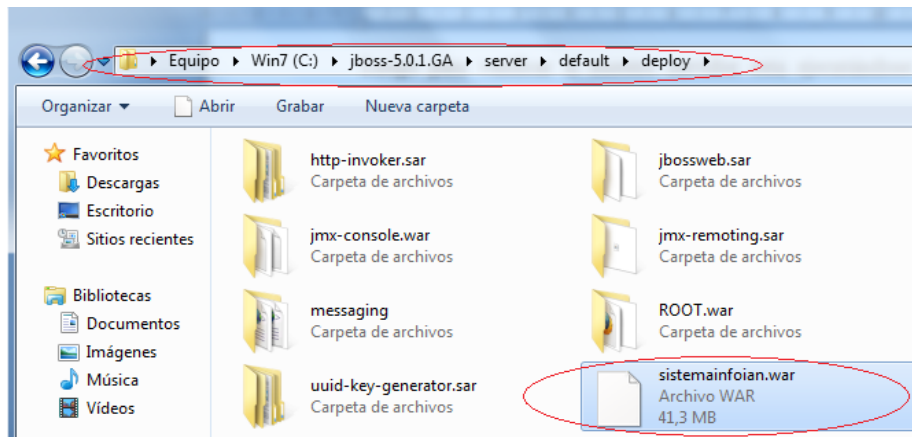 Equipo Win7 (C:) jboss-5.0.1.GA server default deploy
Organizar Abrir Grabar Nueva carpeta
Favoritos
Descargas
Escritorio
Sitios recientes
Bibliotecas
Documentos
Imágenes
Música
Vídeos
http-invoker.sar
Carpeta de archivos
jbossweb.sar
Carpeta de archivos
jmx-console.war
Carpeta de archivos
jmx-remoting.sar
Carpeta de archivos
messaging
Carpeta de archivos
ROOT.war
Carpeta de archivos
uuid-key-generator.sar
Carpeta de archivos
sistemainfoian.war
Archivo WAR
41,3 MB